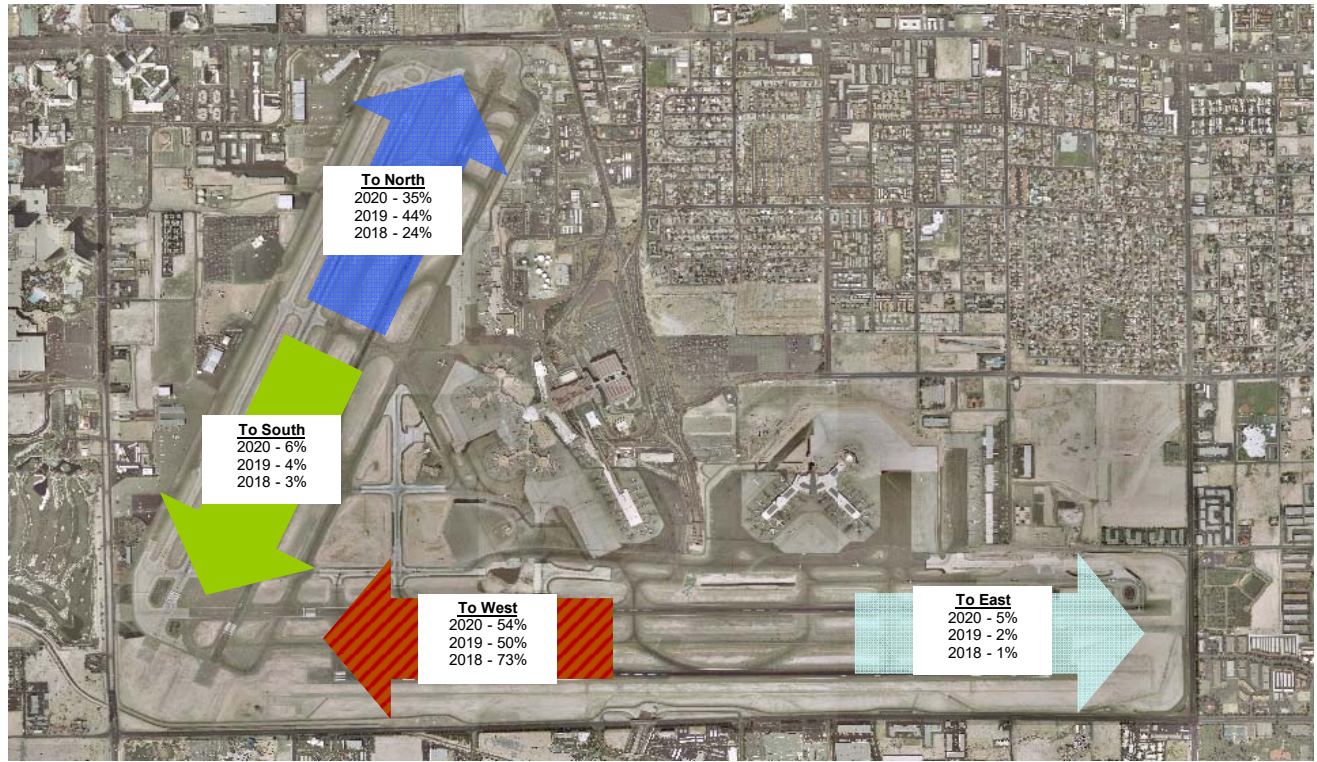 To North
2020 - 35%
2019 - 44%
2018 - 24%
To South
2020 - 6%
2019 - 4%
2018 - 3%
To West
2020 - 54%
2019 - 50%
2018 - 73%
To East
2020 - 5%
2019 - 2%
2018 - 1%